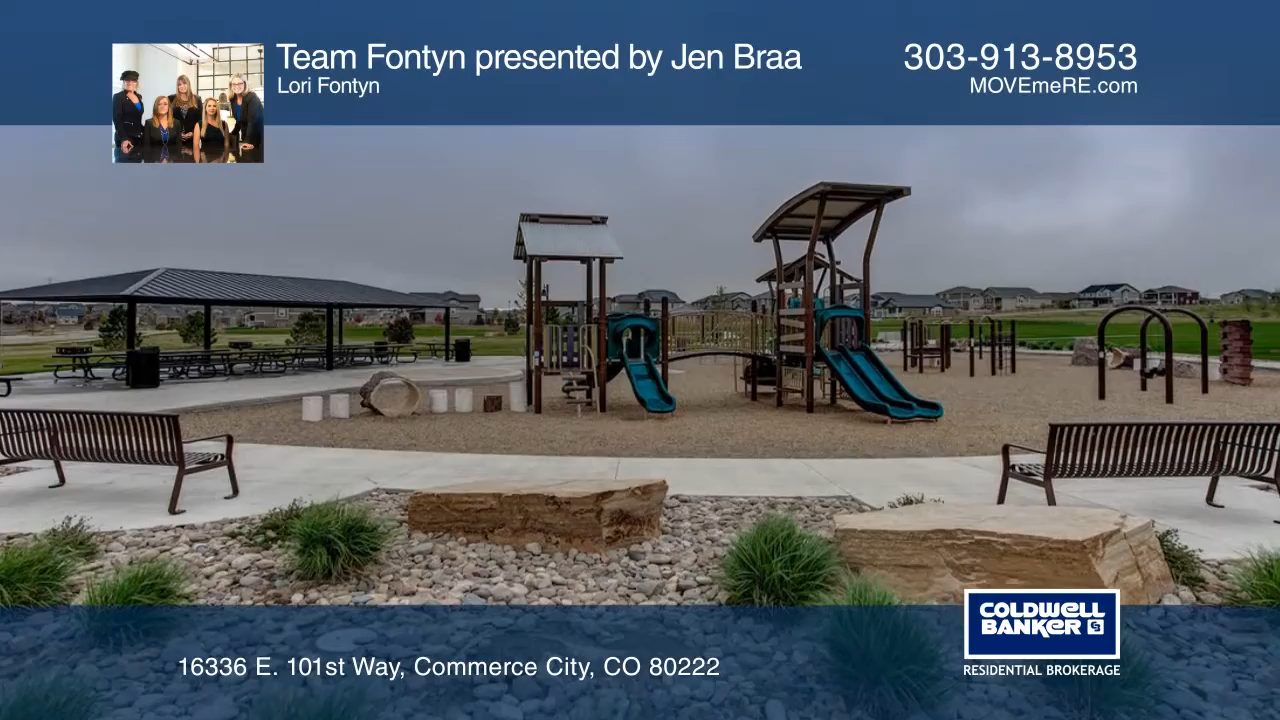 Team Fontyn presented by Jen Braa
Lori Fontyn
303-913-8953
MOVEmeRE.com
16336 E. 101st Way, Commerce City, CO 80222
COLDWELL
BANKER CB
RESIDENTIAL BROKERAGE